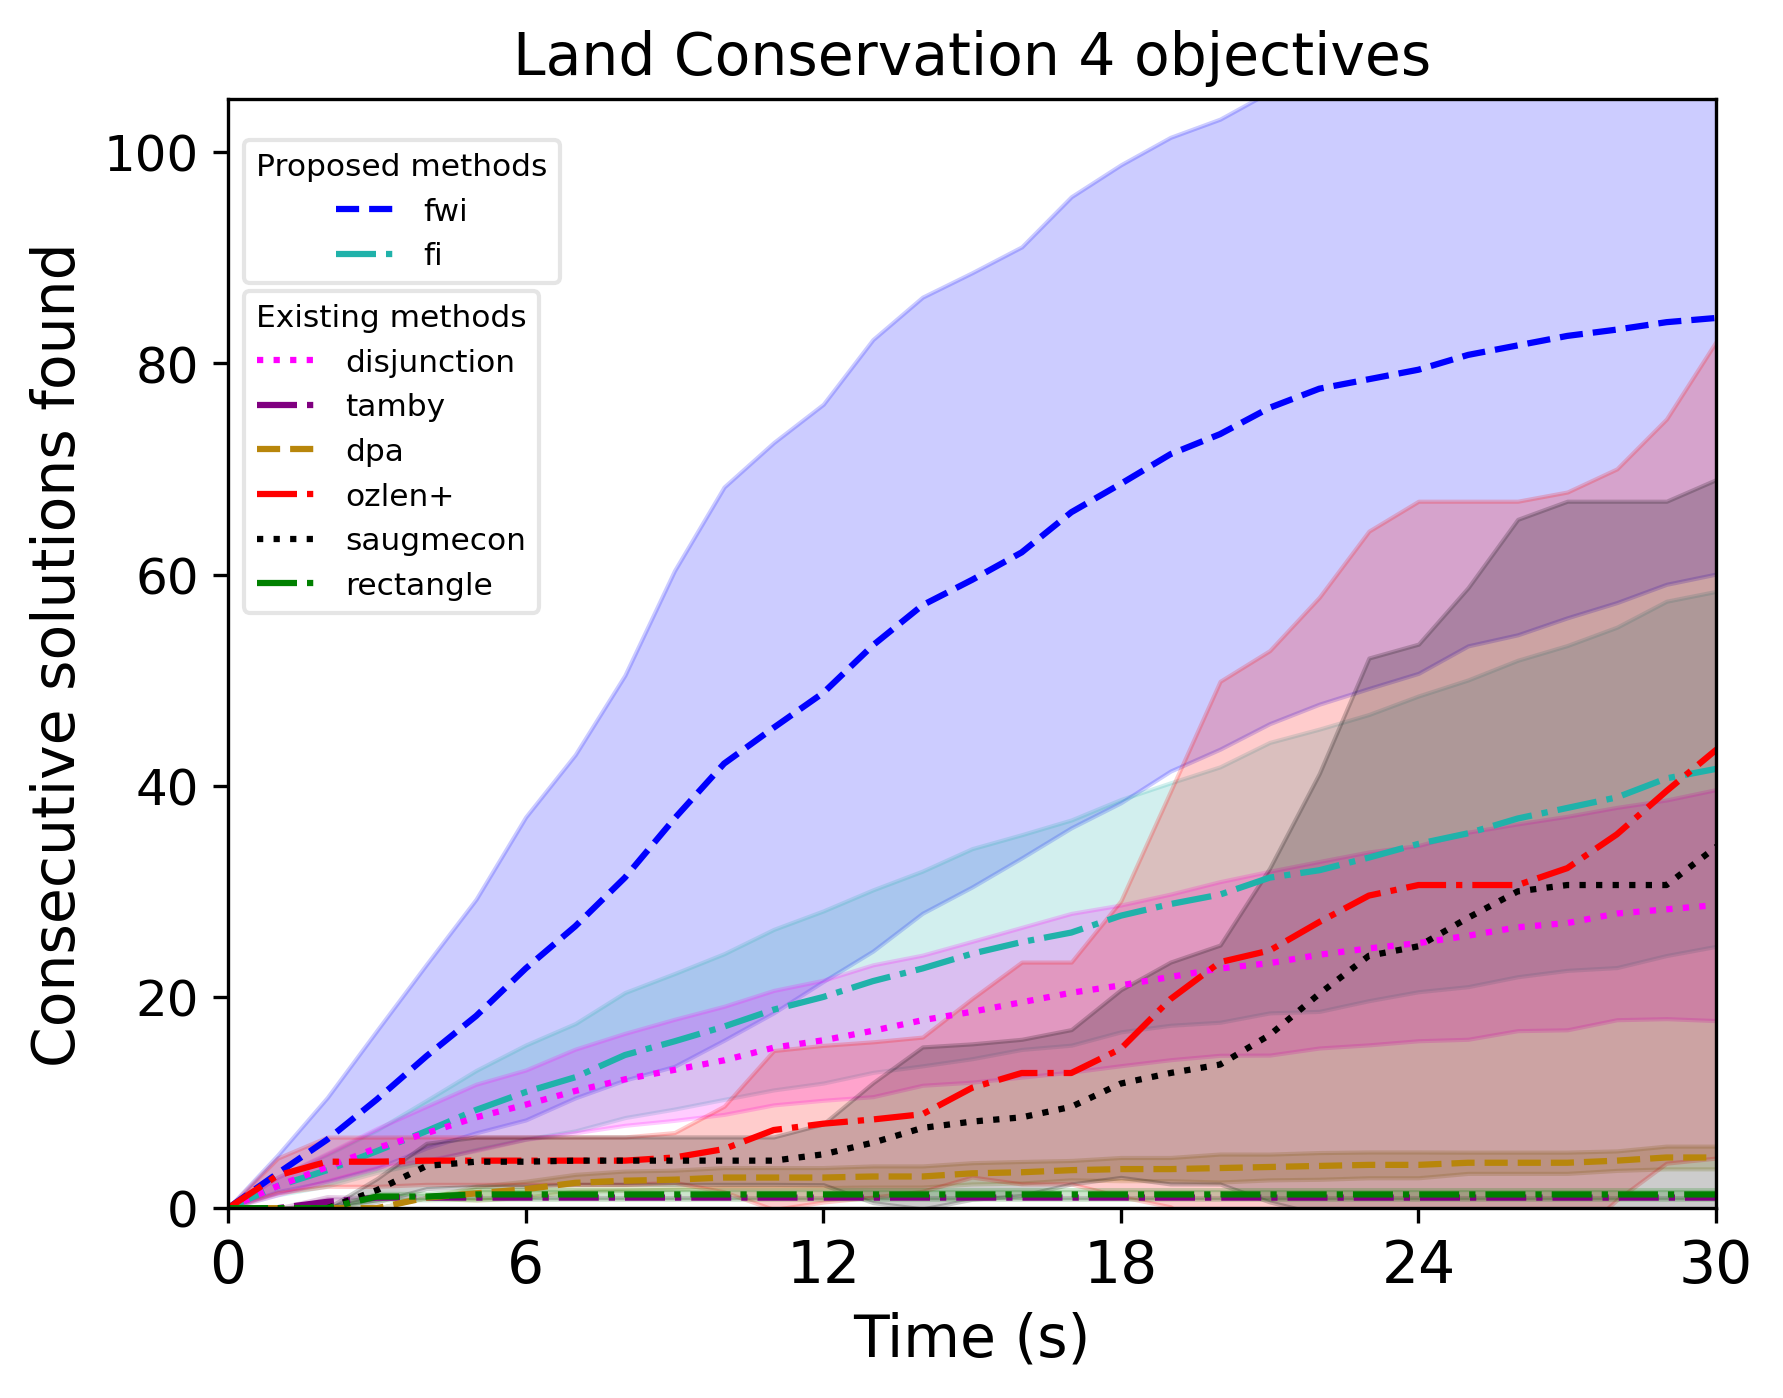 Land Conservation 4 objectives
Consecutive solutions found
100
80
60
40
20
0
Proposed methods
fwi
fi
Existing methods
disjunction
tamby
dpa
ozlen+
saugmecon
rectangle
0 6 12 18 24 30
Time (s)